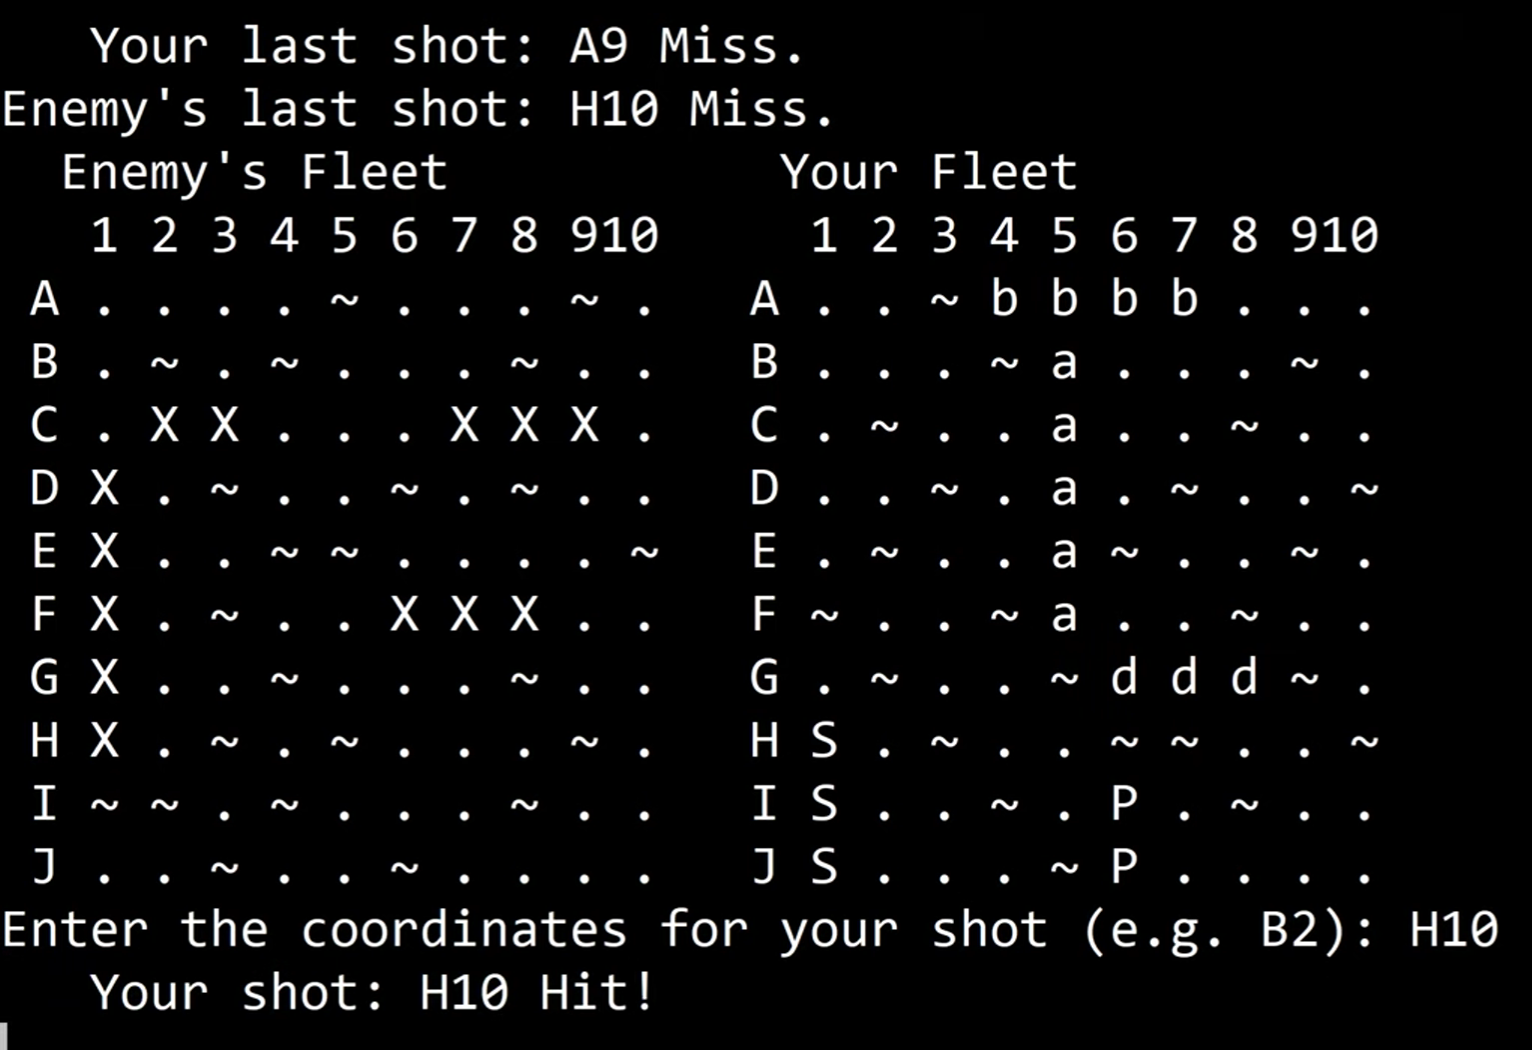 Your last shot: A9 Miss.
Enemy's last shot: H10 Miss.
Enemy's Fleet Your Fleet
1 2 3 4 5 6 7 8 910 1 2 3 4 5 6 7 8 910
A . . . . ~ . . . ~ . A . . ~ b b b b . . .
B . ~ . ~ . . . ~ . . B . . . ~ a . . . ~ .
C . X X . . . X X X . C . ~ . . a . . ~ . .
D X . ~ . . ~ . ~ . . D . . ~ . a . ~ . . ~
E X . . ~ ~ . . . . ~ E . ~ . . a ~ . . ~ .
F X . ~ . . X X X . . F ~ . . ~ a . . ~ . .
G X . . ~ . . . ~ . . G . ~ . . ~ d d d ~ .
H X . ~ . ~ . . . ~ . H S . ~ . . ~ ~ . . ~
I ~ ~ . ~ . . . ~ . . I S . . ~ . P . ~ . .
J . . ~ . . ~ . . . . J S . . . ~ P . . . .
Enter the coordinates for your shot (e.g. B2): H10
Your shot: H10 Hit!